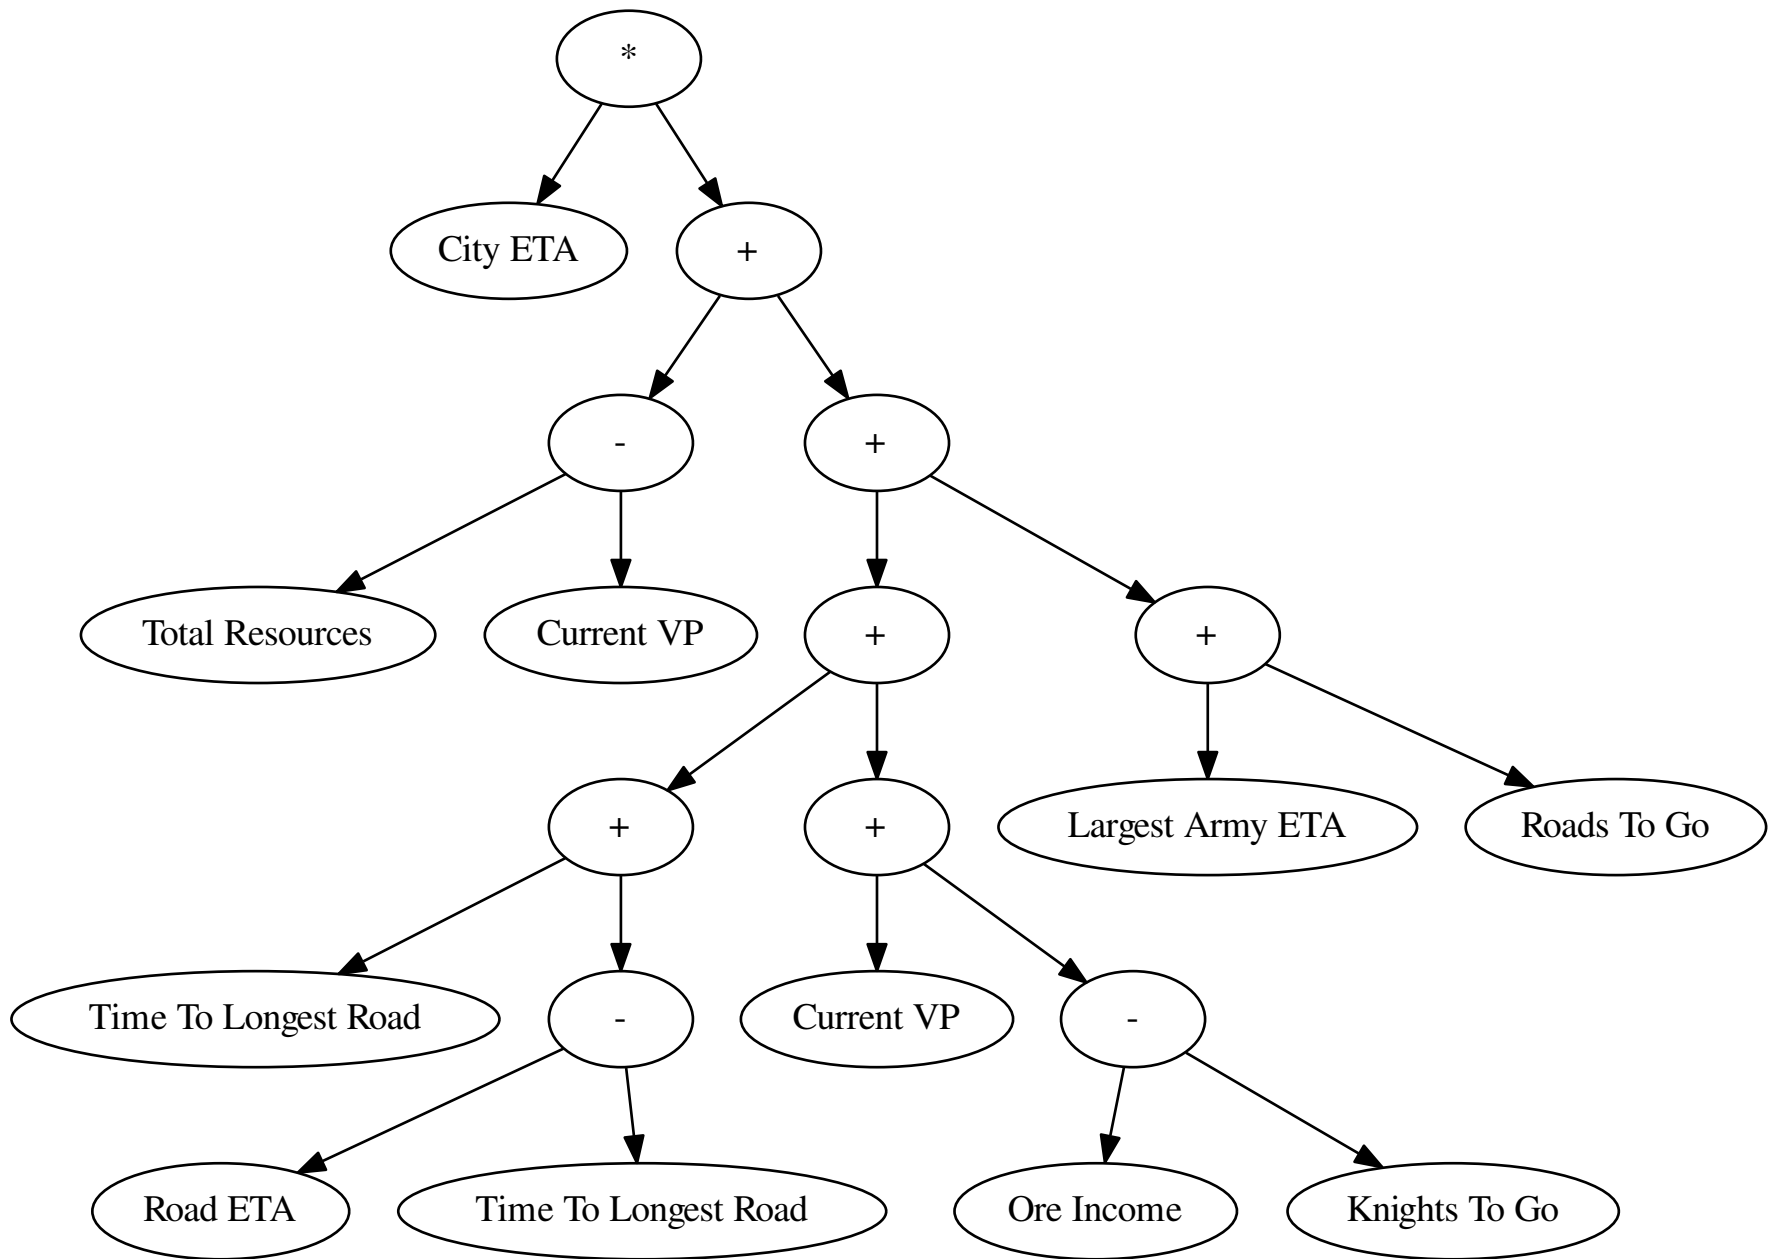 *
City ETA
+
-
+
Total Resources
Current VP
+
+
+
+
Largest Army ETA
Roads To Go
Time To Longest Road
-
Current VP
-
Road ETA
Time To Longest Road
Ore Income
Knights To Go